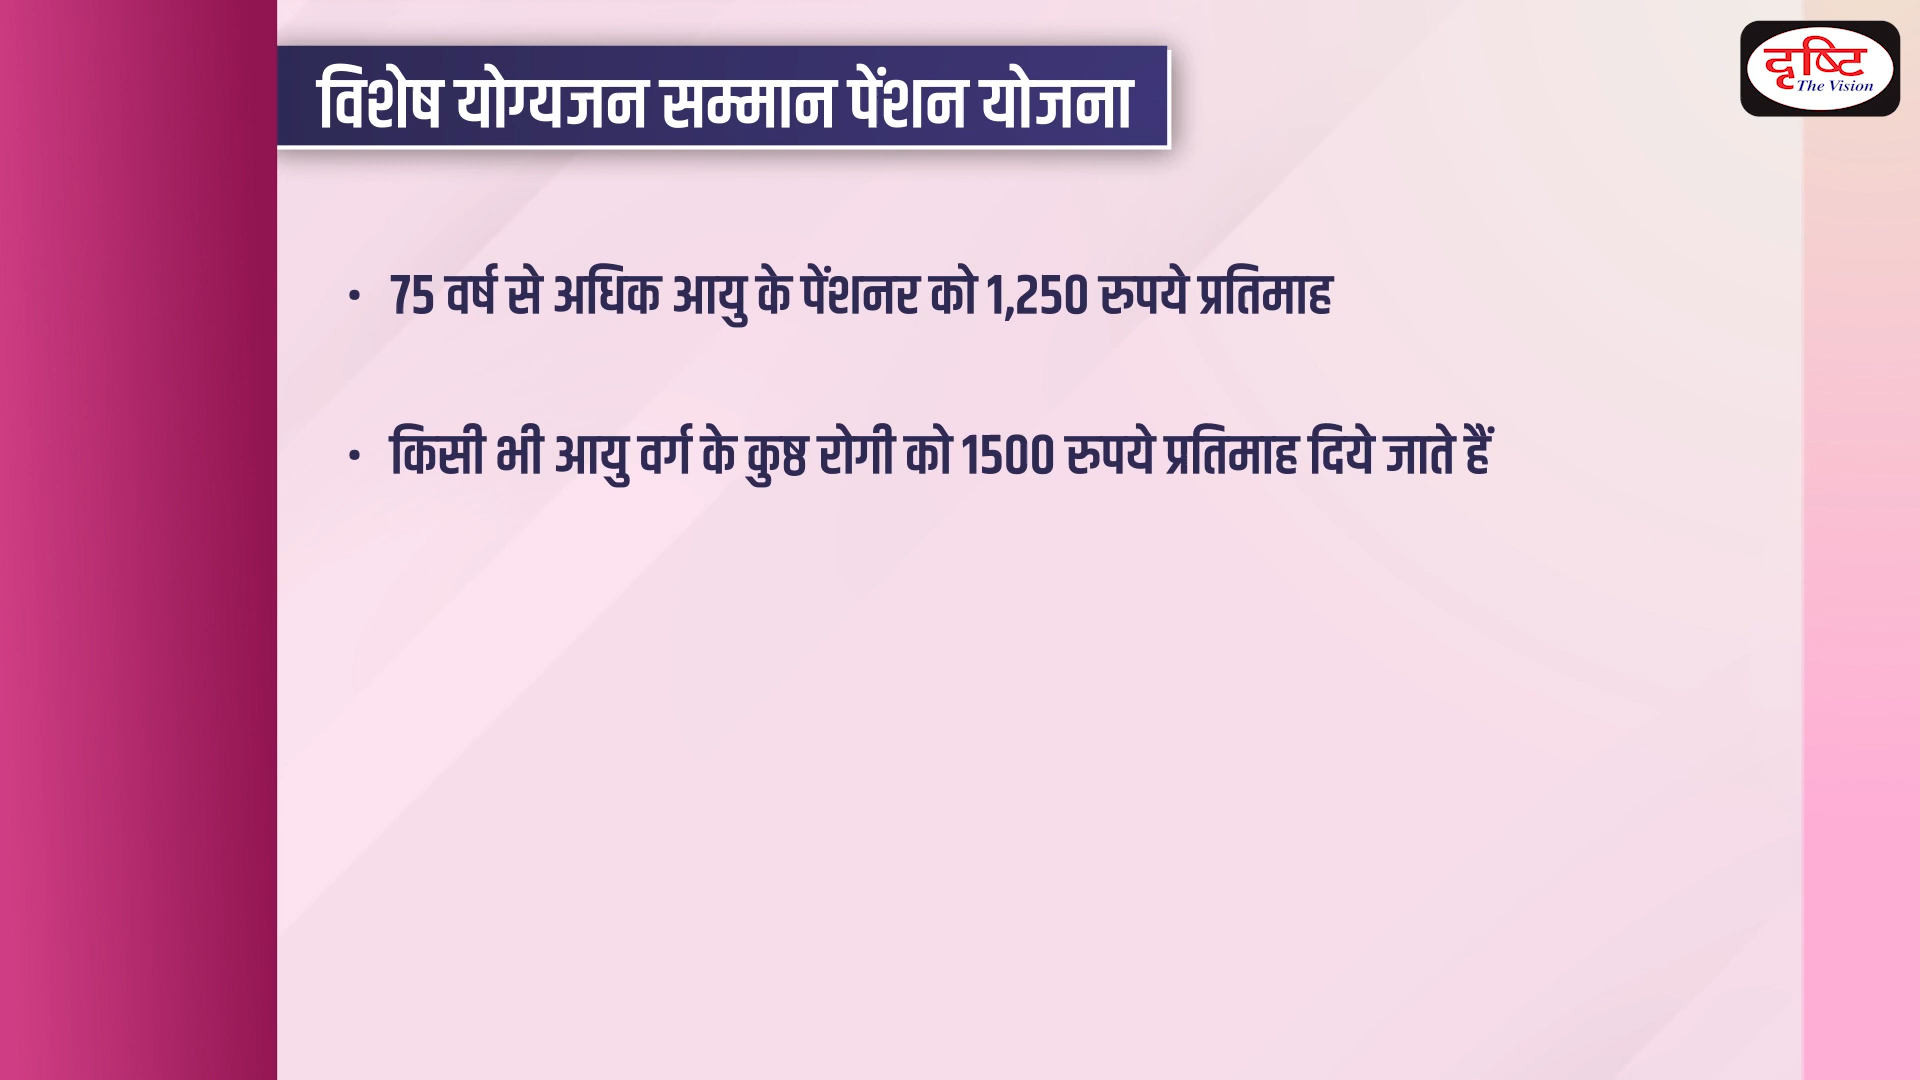 विशेष योग्यजन सम्मान पेंशन योजना
दृष्टि
The Vision
• 75 वर्ष से अधिक आयु के पेंशनर को 1,250 रुपये प्रतिमाह
• किसी भी आयु वर्ग के कुष्ठ रोगी को 1500 रुपये प्रतिमाह दिये जाते हैं